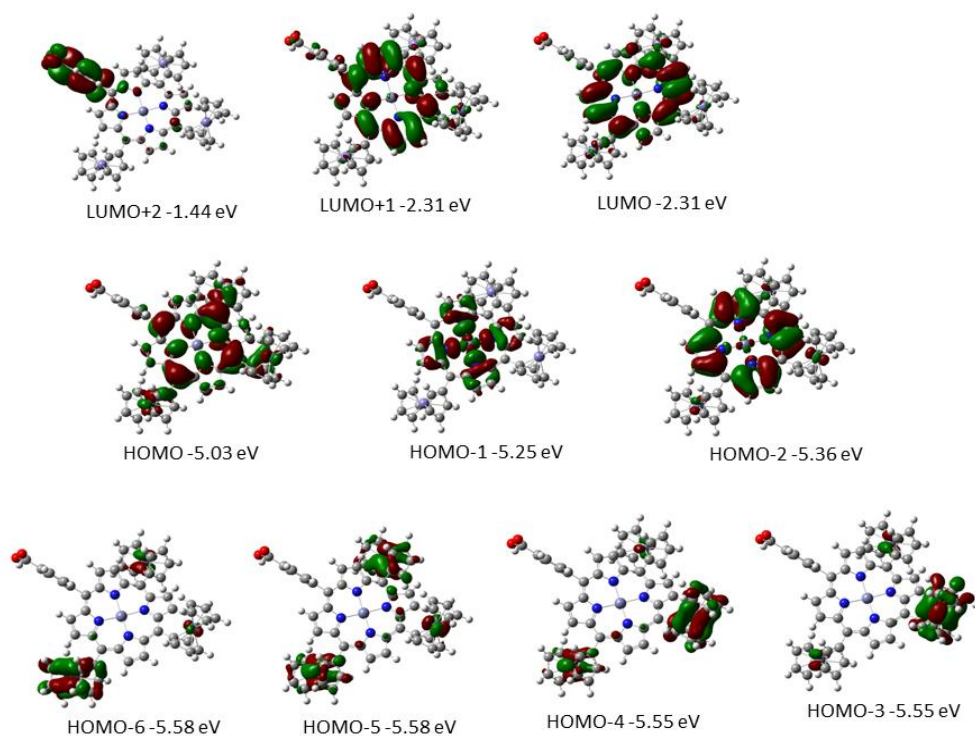 LUMO+2 -1.44 eV
LUMO+1 -2.31 eV
LUMO -2.31 eV
HOMO -5.03 eV
HOMO-1 -5.25 eV
HOMO-2 -5.36 eV
HOMO-6 -5.58 eV
HOMO-5 -5.58 eV
HOMO-4 -5.55 eV
HOMO-3 -5.55 eV